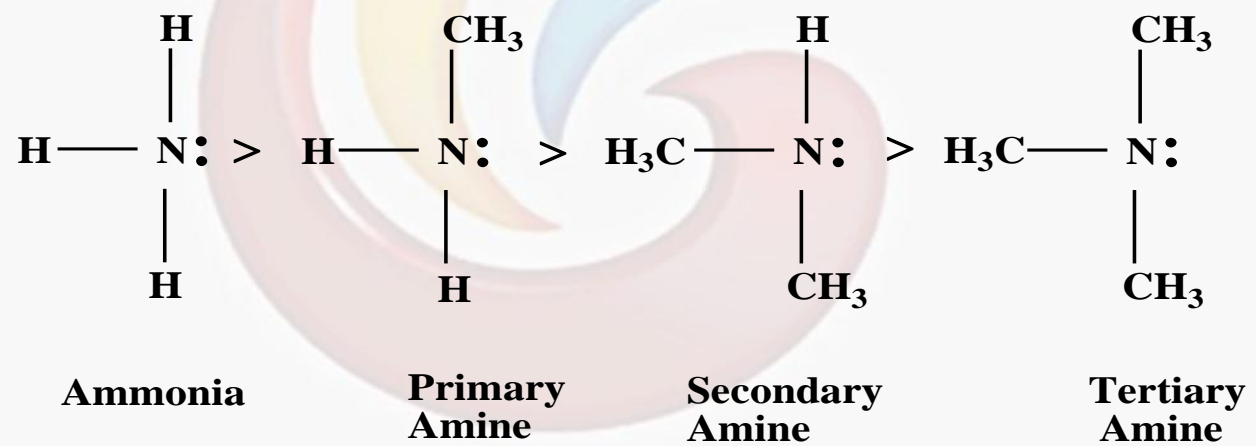 H CH₃ H CH₃
H N: > H N: > H₃C N: > H₃C N:
H H CH₃ CH₃
Ammonia Primary Amine Secondary Amine Tertiary Amine